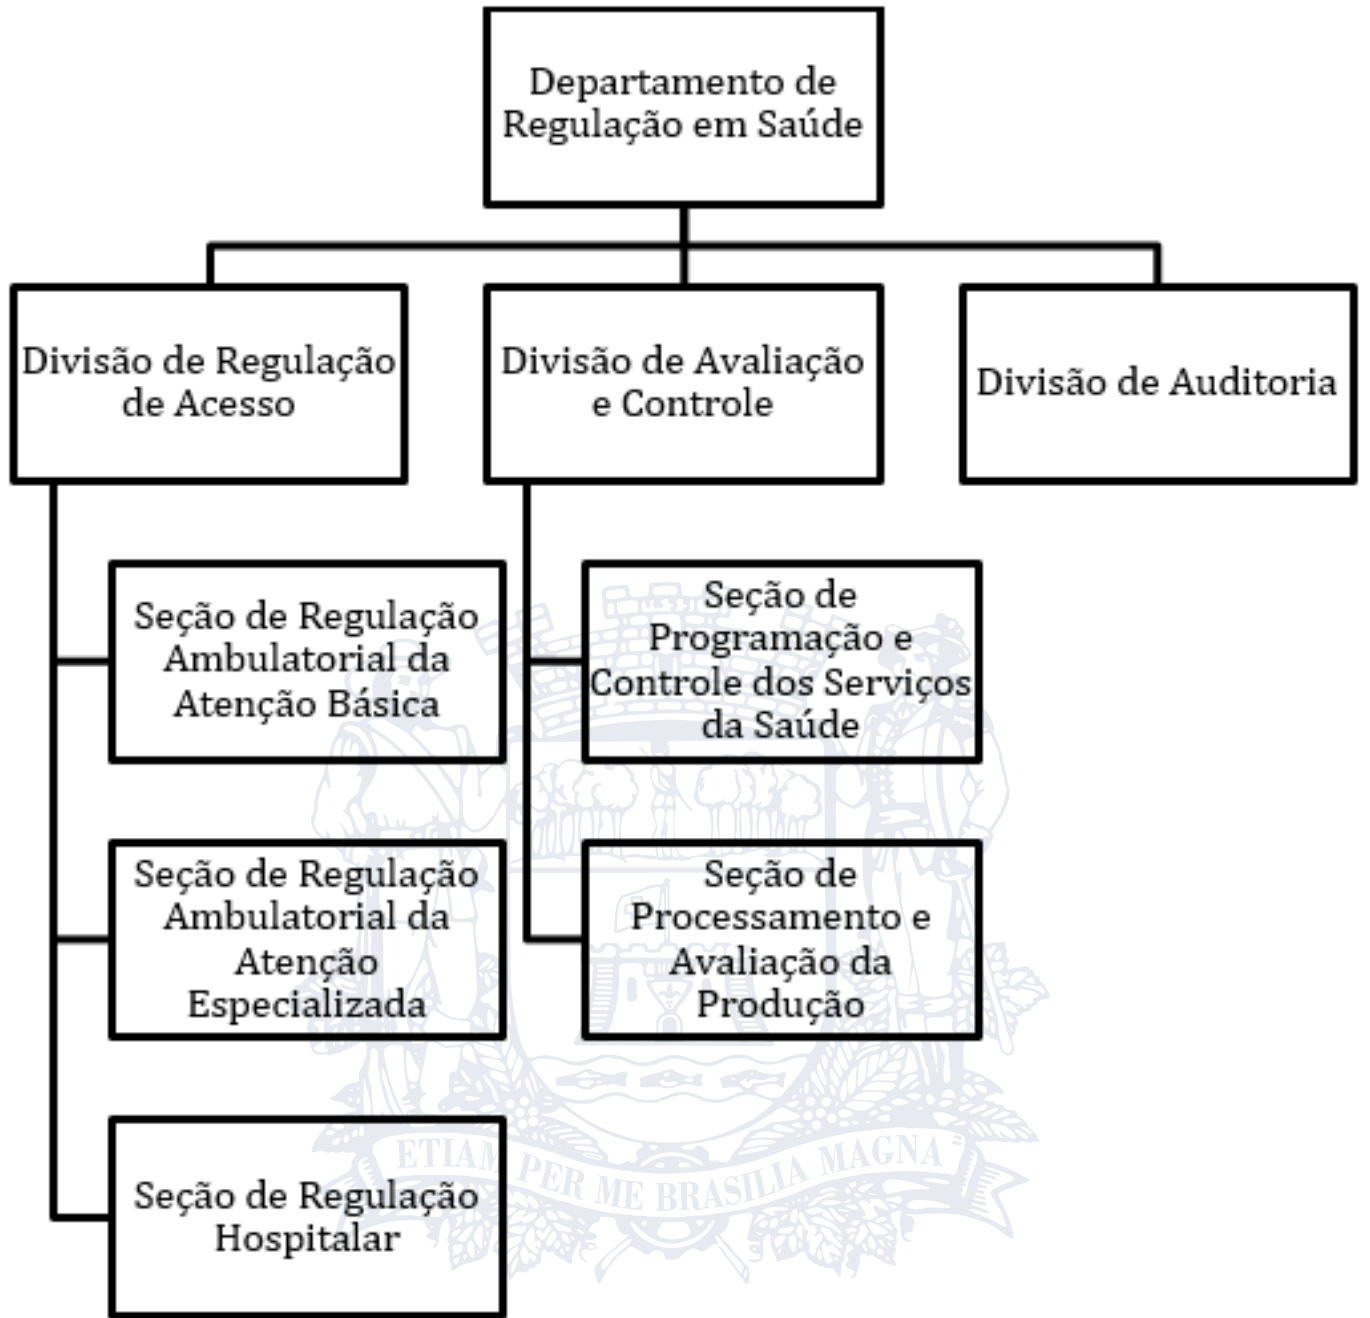 Departamento de
Regulação em Saúde
Divisão de Regulação
de Acesso
Divisão de Avaliação
e Controle
Divisão de Auditoria
Seção de Regulação
Ambulatorial da
Atenção Básica
Seção de
Programação e
Controle dos Serviços
da Saúde
Seção de Regulação
Ambulatorial da
Atenção
Especializada
Seção de
Processamento e
Avaliação da
Produção
Seção de Regulação
Hospitalar
ETIAM PER ME BRASILIA MAGNA